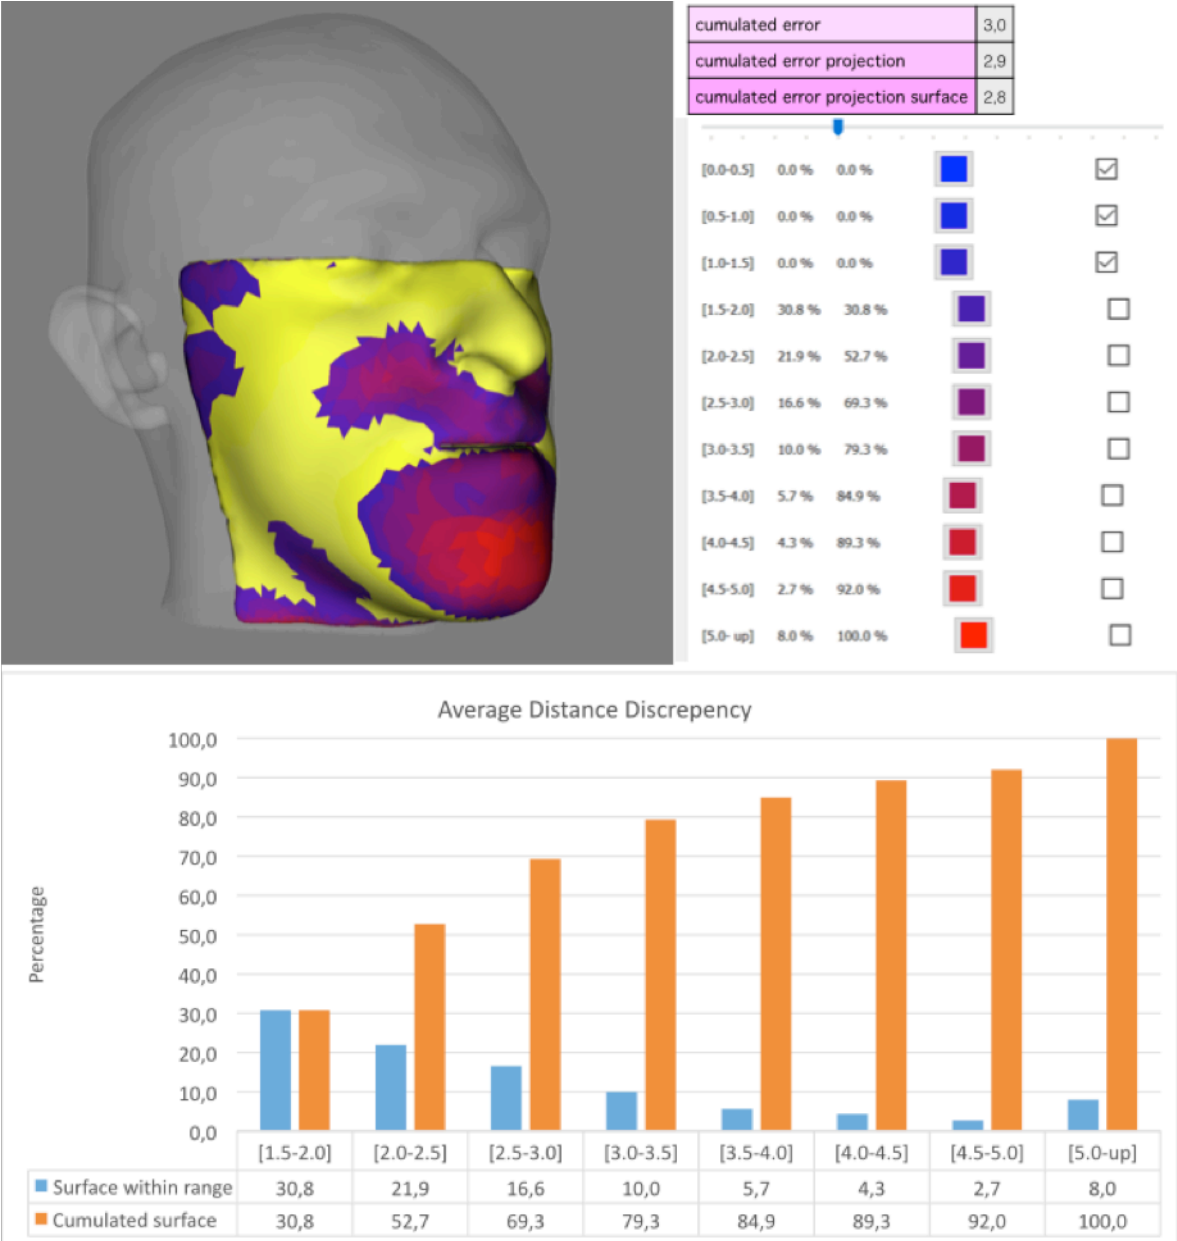 cumulated error 3,0
cumulated error projection 2,9
cumulated error projection surface 2,8
[0.0-0.5] 0.0 % 0.0 %
[0.5-1.0] 0.0 % 0.0 %
[1.0-1.5] 0.0 % 0.0 %
[1.5-2.0] 30.8 % 30.8 %
[2.0-2.5] 21.9 % 52.7 %
[2.5-3.0] 16.6 % 69.3 %
[3.0-3.5] 10.0 % 79.3 %
[3.5-4.0] 5.7 % 84.9 %
[4.0-4.5] 4.3 % 89.3 %
[4.5-5.0] 2.7 % 92.0 %
[5.0- up] 8.0 % 100.0 %
Average Distance Discrepency
Percentage
100,0
90,0
80,0
70,0
60,0
50,0
40,0
30,0
20,0
10,0
0,0
[1.5-2.0] [2.0-2.5] [2.5-3.0] [3.0-3.5] [3.5-4.0] [4.0-4.5] [4.5-5.0] [5.0-up]
Surface within range 30,8 21,9 16,6 10,0 5,7 4,3 2,7 8,0
Cumulated surface 30,8 52,7 69,3 79,3 84,9 89,3 92,0 100,0